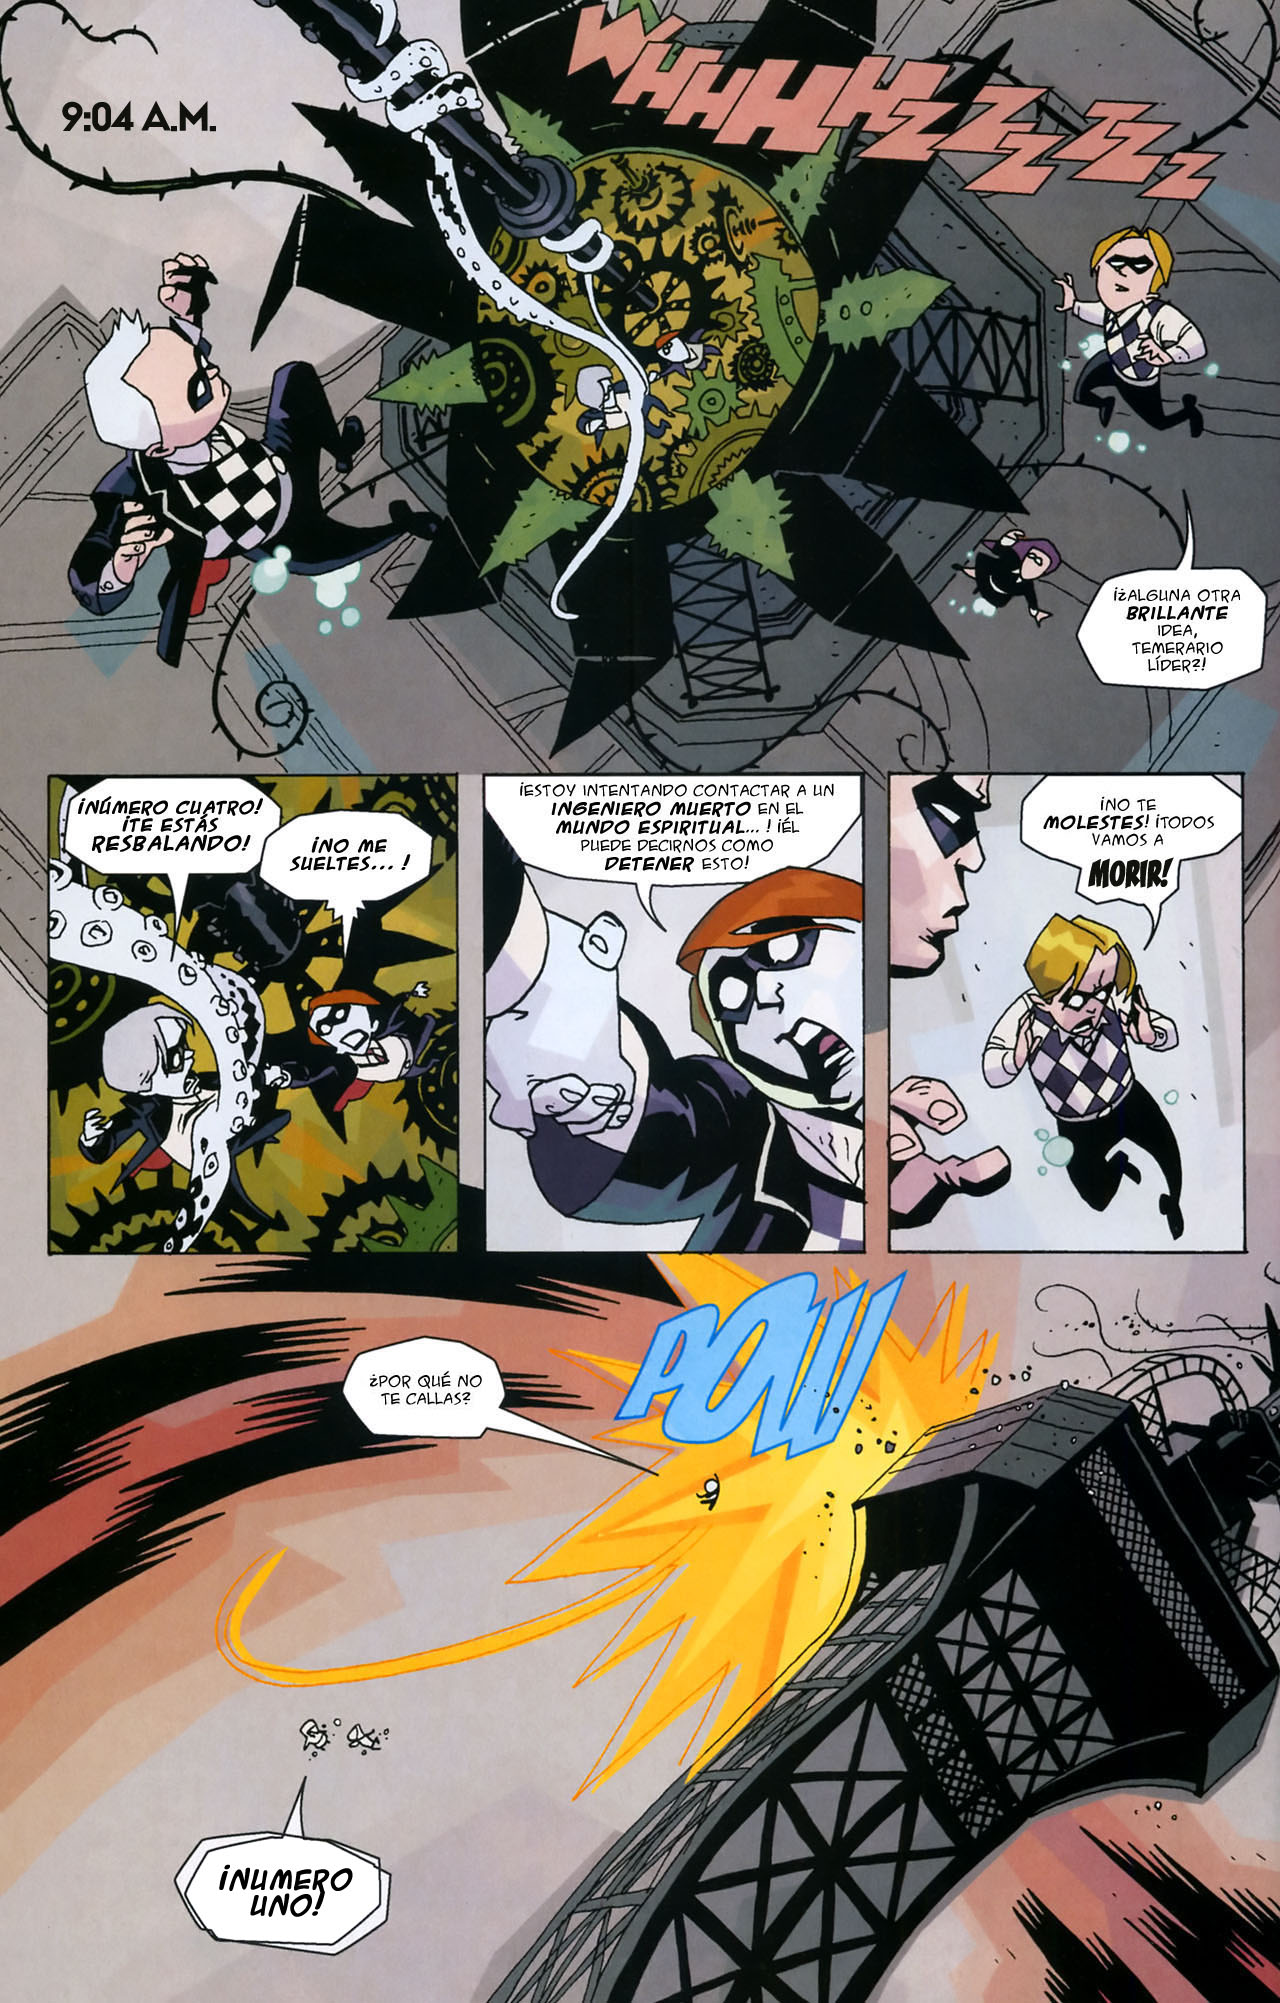 9:04 A.M.
WHHHHZZZZZZ
¡¿ALGUNA OTRA
BRILLANTE
IDEA,
TEMERARIO
LÍDER?!
¡NÚMERO CUATRO!
¡TE ESTÁS
RESBALANDO!
¡NO ME
SUELTES... !
¡ESTOY INTENTANDO CONTACTAR A UN
INGENIERO MUERTO EN EL
MUNDO ESPIRITUAL... ! ¡ÉL
PUEDE DECIRNOS COMO
DETENER ESTO!
¡NO TE
MOLESTES! ¡TODOS
VAMOS A
MORIR!
POW
¿POR QUÉ NO
TE CALLAS?
¡NUMERO
UNO!